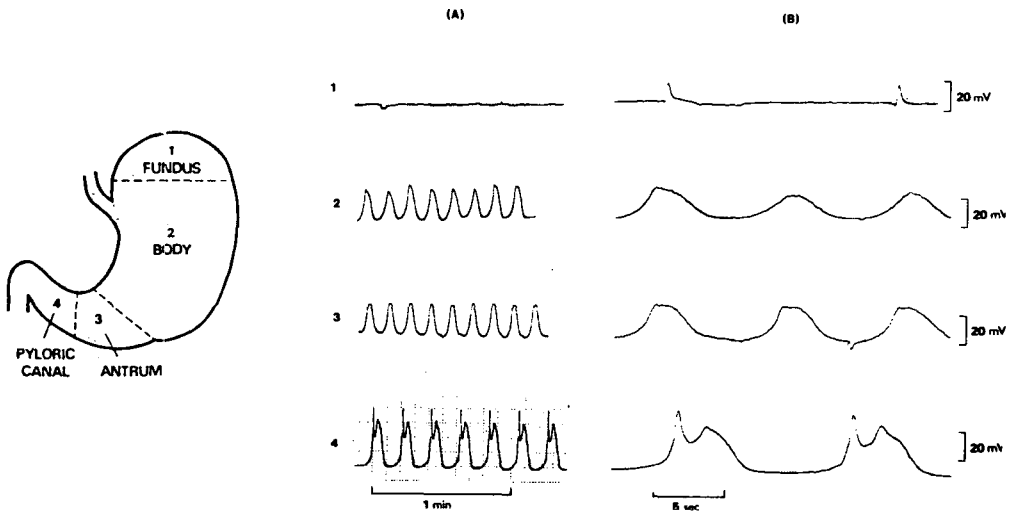 (A)
(B)
1
20 mV
1
FUNDUS
2
20 mV
2
BODY
3
20 mV
4
3
PYLORIC
CANAL
ANTRUM
4
20 mV
1 min
5 sec